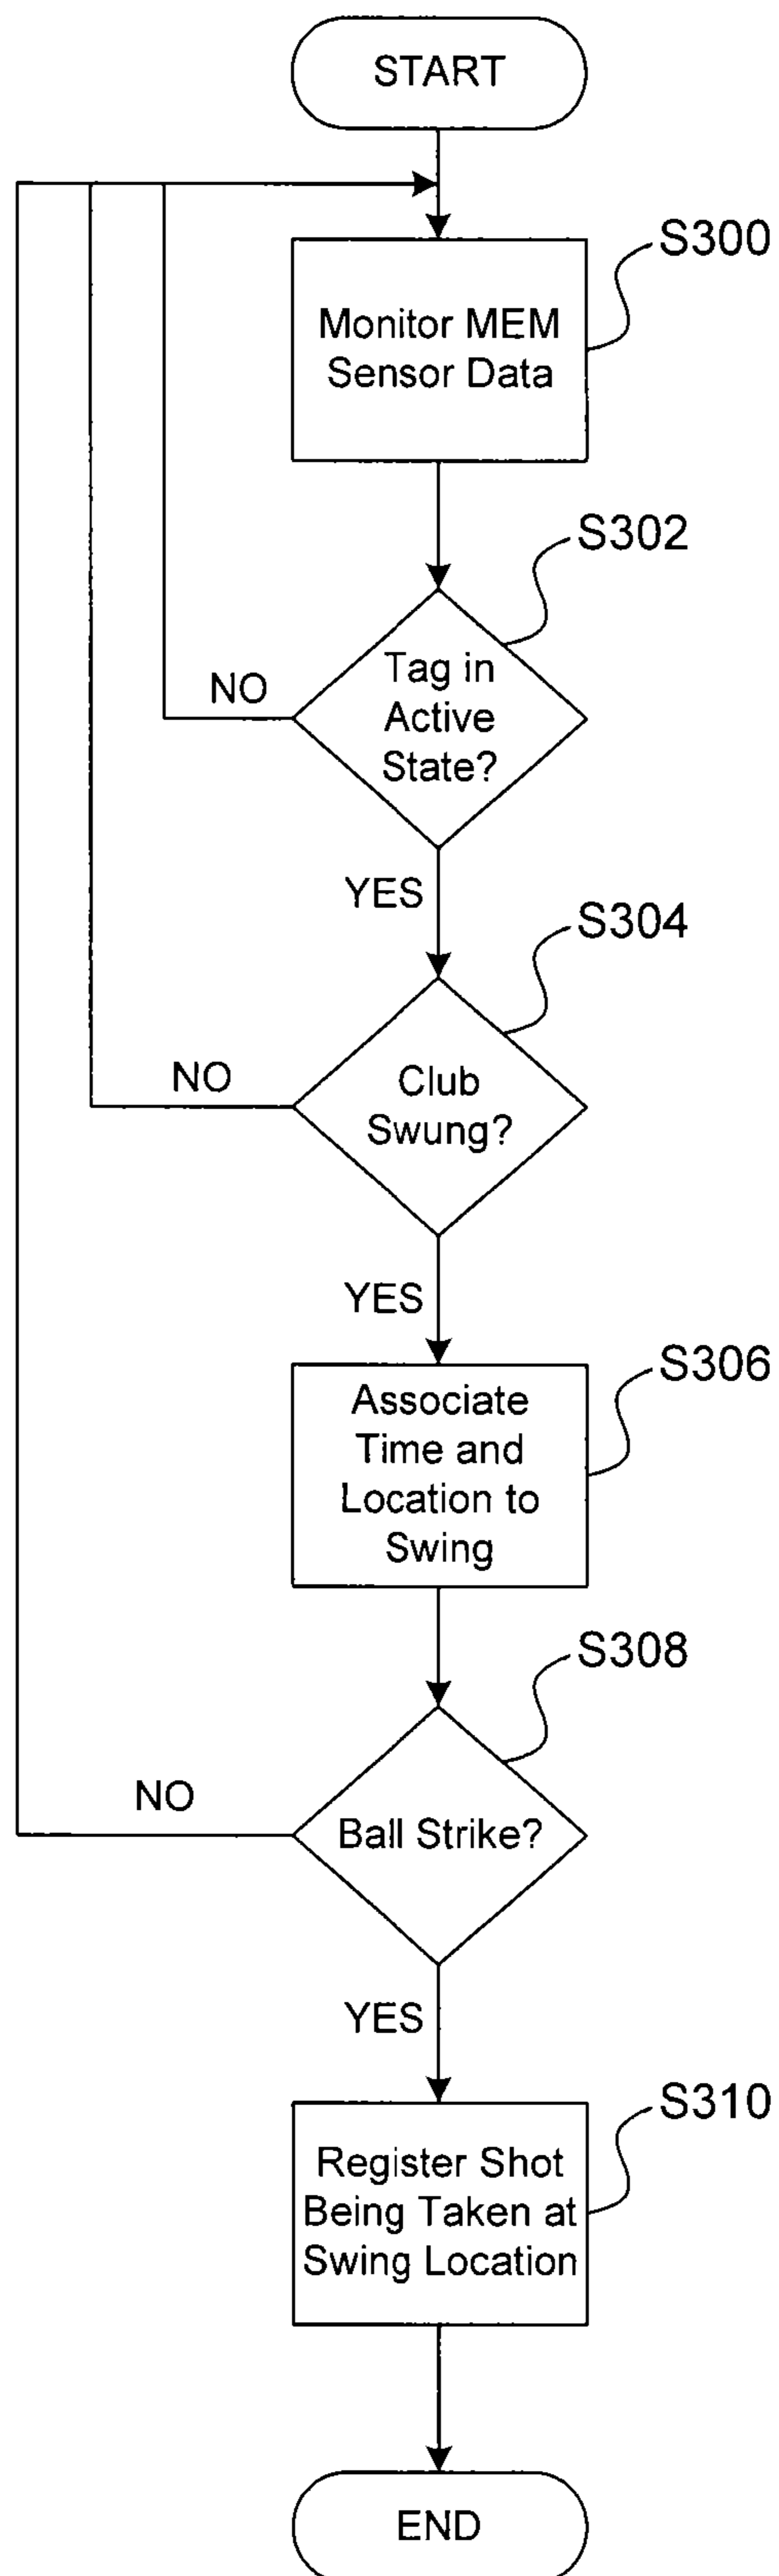 START
S300
Monitor MEM
Sensor Data
S302
Tag in
Active
State?
NO
YES
S304
Club
Swung?
NO
YES
S306
Associate
Time and
Location to
Swing
S308
Ball Strike?
NO
YES
S310
Register Shot
Being Taken at
Swing Location
END